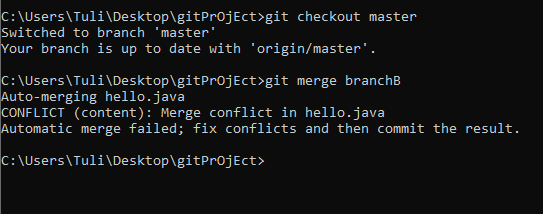 C:\Users\Tuli\Desktop\gitPrOjEct>git checkout master
Switched to branch 'master'
Your branch is up to date with 'origin/master'.
C:\Users\Tuli\Desktop\gitPrOjEct>git merge branchB
Auto-merging hello.java
CONFLICT (content): Merge conflict in hello.java
Automatic merge failed; fix conflicts and then commit the result.
C:\Users\Tuli\Desktop\gitPrOjEct>